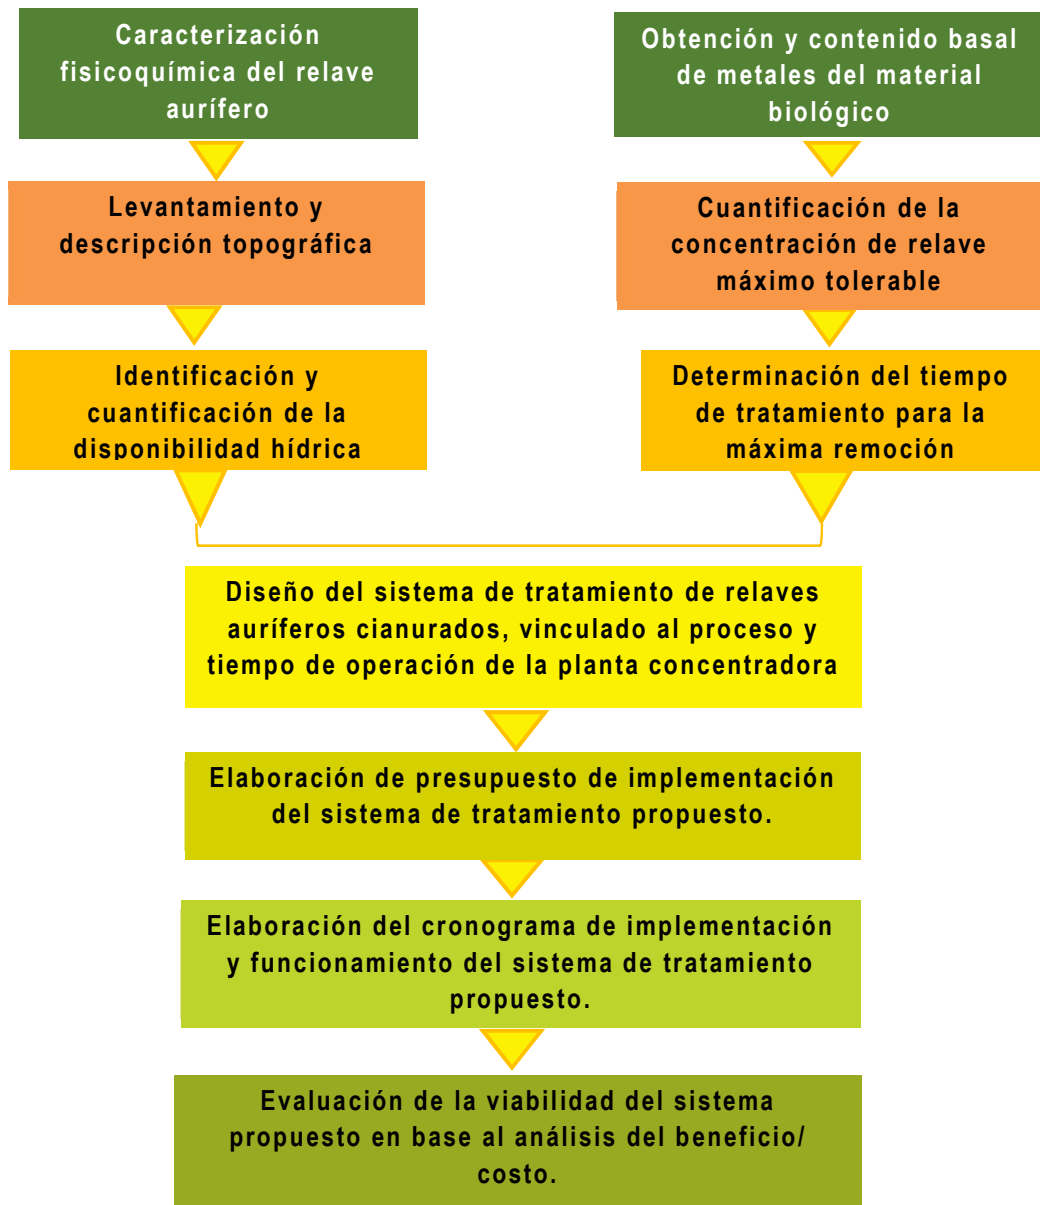 Caracterización
fisicoquímica del relave
aurífero
Obtención y contenido basal
de metales del material
biológico
Levantamiento y
descripción topográfica
Cuantificación de la
concentración de relave
máximo tolerable
Identificación y
cuantificación de la
disponibilidad hídrica
Determinación del tiempo
de tratamiento para la
máxima remoción
Diseño del sistema de tratamiento de relaves
auríferos cianurados, vinculado al proceso y
tiempo de operación de la planta concentradora
Elaboración de presupuesto de implementación
del sistema de tratamiento propuesto.
Elaboración del cronograma de implementación
y funcionamiento del sistema de tratamiento
propuesto.
Evaluación de la viabilidad del sistema
propuesto en base al análisis del beneficio/
costo.